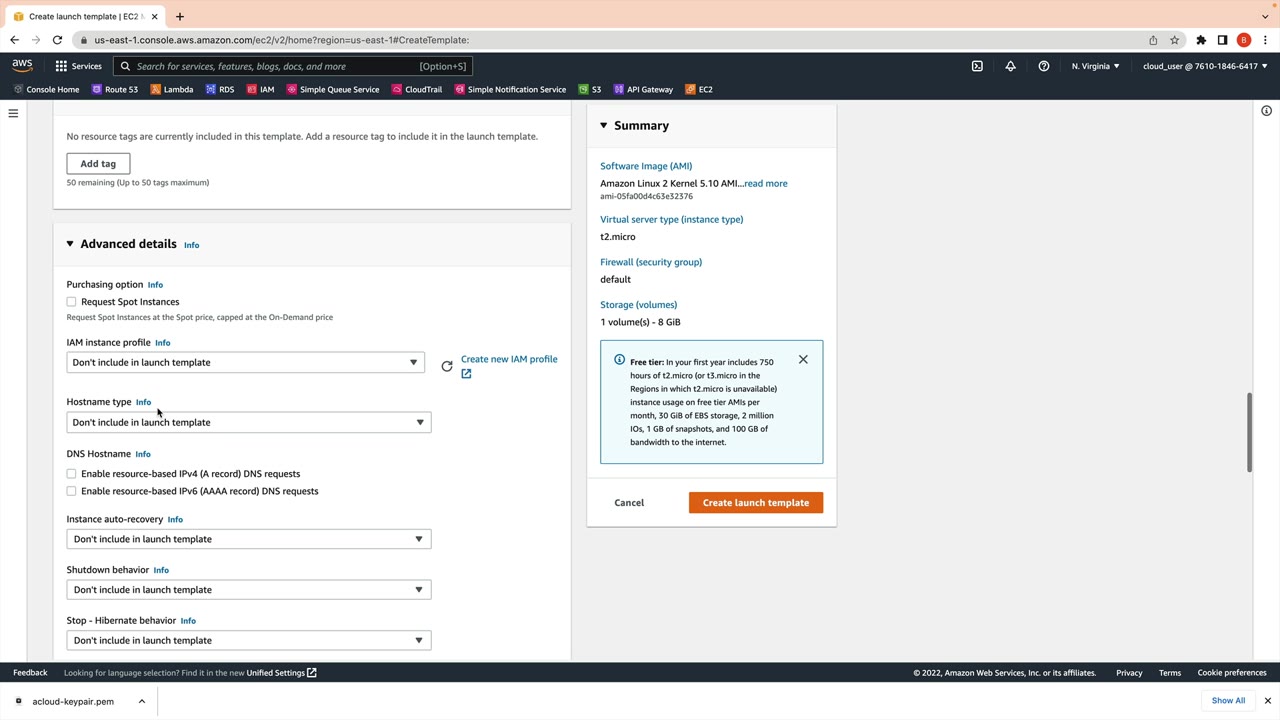 Create launch template | EC2 M
us-east-1.console.aws.amazon.com/ec2/v2/home?region=us-east-1#CreateTemplate:
B
aws
Services
Search for services, features, blogs, docs, and more
[Option+S]
N. Virginia
cloud_user @ 7610-1846-6417
Console Home
Route 53
Lambda
RDS
IAM
Simple Queue Service
CloudTrail
Simple Notification Service
S3
API Gateway
EC2
No resource tags are currently included in this template. Add a resource tag to include it in the launch template.
Add tag
50 remaining (Up to 50 tags maximum)
Advanced details Info
Purchasing option Info
Request Spot Instances
Request Spot Instances at the Spot price, capped at the On-Demand price
IAM instance profile Info
Don't include in launch template
Create new IAM profile
Hostname type Info
Don't include in launch template
DNS Hostname Info
Enable resource-based IPv4 (A record) DNS requests
Enable resource-based IPv6 (AAAA record) DNS requests
Instance auto-recovery Info
Don't include in launch template
Shutdown behavior Info
Don't include in launch template
Stop - Hibernate behavior Info
Don't include in launch template
Summary
Software Image (AMI)
Amazon Linux 2 Kernel 5.10 AMI...read more
ami-05fa00d4c63e32376
Virtual server type (instance type)
t2.micro
Firewall (security group)
default
Storage (volumes)
1 volume(s) - 8 GiB
Free tier: In your first year includes 750
hours of t2.micro (or t3.micro in the
Regions in which t2.micro is unavailable)
instance usage on free tier AMIs per
month, 30 GiB of EBS storage, 2 million
IOs, 1 GB of snapshots, and 100 GB of
bandwidth to the internet.
Cancel
Create launch template
Feedback
Looking for language selection? Find it in the new Unified Settings
© 2022, Amazon Web Services, Inc. or its affiliates.
Privacy
Terms
Cookie preferences
acloud-keypair.pem
Show All